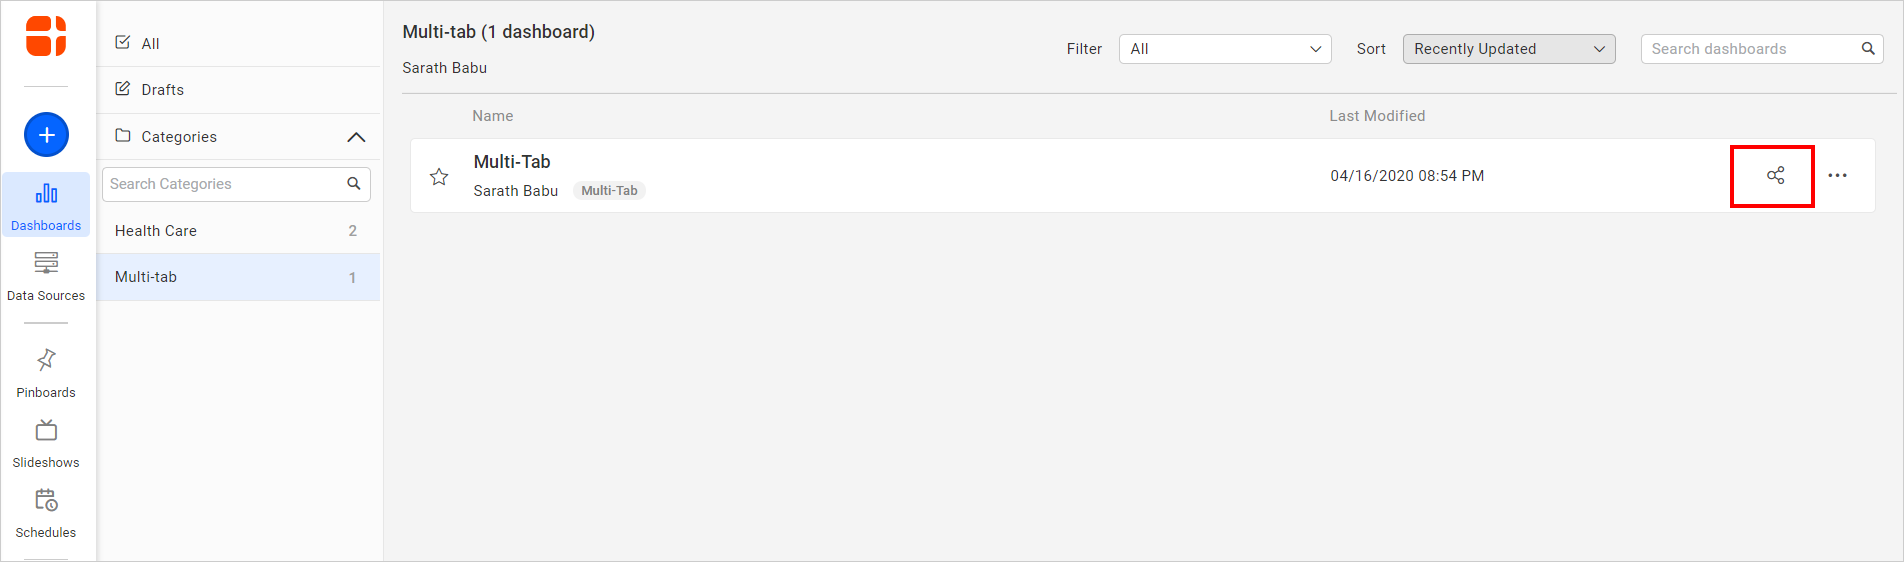 Dashboards
Data Sources
Pinboards
Slideshows
Schedules
All
Drafts
Categories
Search Categories
Health Care 2
Multi-tab 1
Multi-tab (1 dashboard)
Sarath Babu
Filter All Sort Recently Updated Search dashboards
Name Last Modified
Multi-Tab
Sarath Babu Multi-Tab
04/16/2020 08:54 PM